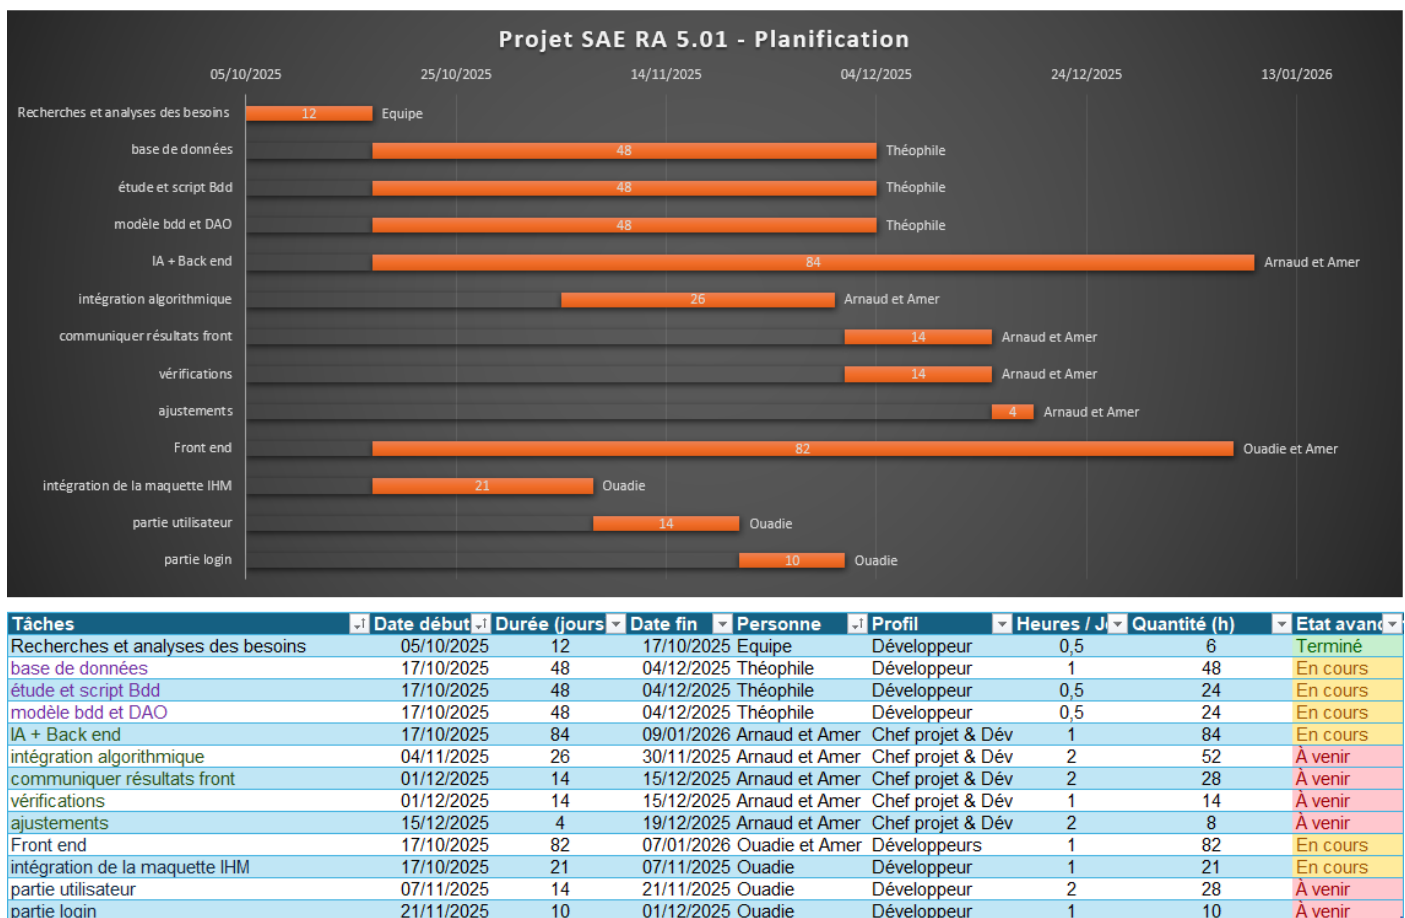 Projet SAE RA 5.01 - Planification
05/10/2025 25/10/2025 14/11/2025 04/12/2025 24/12/2025 13/01/2026
Recherches et analyses des besoins 12 Equipe
base de données 48 Théophile
étude et script Bdd 48 Théophile
modèle bdd et DAO 48 Théophile
IA + Back end 84 Arnaud et Amer
intégration algorithmique 26 Arnaud et Amer
communiquer résultats front 14 Arnaud et Amer
vérifications 14 Arnaud et Amer
ajustements 4 Arnaud et Amer
Front end 82 Ouadie et Amer
intégration de la maquette IHM 21 Ouadie
partie utilisateur 14 Ouadie
partie login 10 Ouadie
Tâches Date début Durée (jours Date fin Personne Profil Heures / J Quantité (h) Etat avanc
Recherches et analyses des besoins 05/10/2025 12 17/10/2025 Equipe Développeur 0,5 6 Terminé
base de données 17/10/2025 48 04/12/2025 Théophile Développeur 1 48 En cours
étude et script Bdd 17/10/2025 48 04/12/2025 Théophile Développeur 0,5 24 En cours
modèle bdd et DAO 17/10/2025 48 04/12/2025 Théophile Développeur 0,5 24 En cours
IA + Back end 17/10/2025 84 09/01/2026 Arnaud et Amer Chef projet & Dév 1 84 En cours
intégration algorithmique 04/11/2025 26 30/11/2025 Arnaud et Amer Chef projet & Dév 2 52 À venir
communiquer résultats front 01/12/2025 14 15/12/2025 Arnaud et Amer Chef projet & Dév 2 28 À venir
vérifications 01/12/2025 14 15/12/2025 Arnaud et Amer Chef projet & Dév 1 14 À venir
ajustements 15/12/2025 4 19/12/2025 Arnaud et Amer Chef projet & Dév 2 8 À venir
Front end 17/10/2025 82 07/01/2026 Ouadie et Amer Développeurs 1 82 En cours
intégration de la maquette IHM 17/10/2025 21 07/11/2025 Ouadie Développeur 1 21 En cours
partie utilisateur 07/11/2025 14 21/11/2025 Ouadie Développeur 2 28 À venir
partie login 21/11/2025 10 01/12/2025 Ouadie Développeur 1 10 À venir